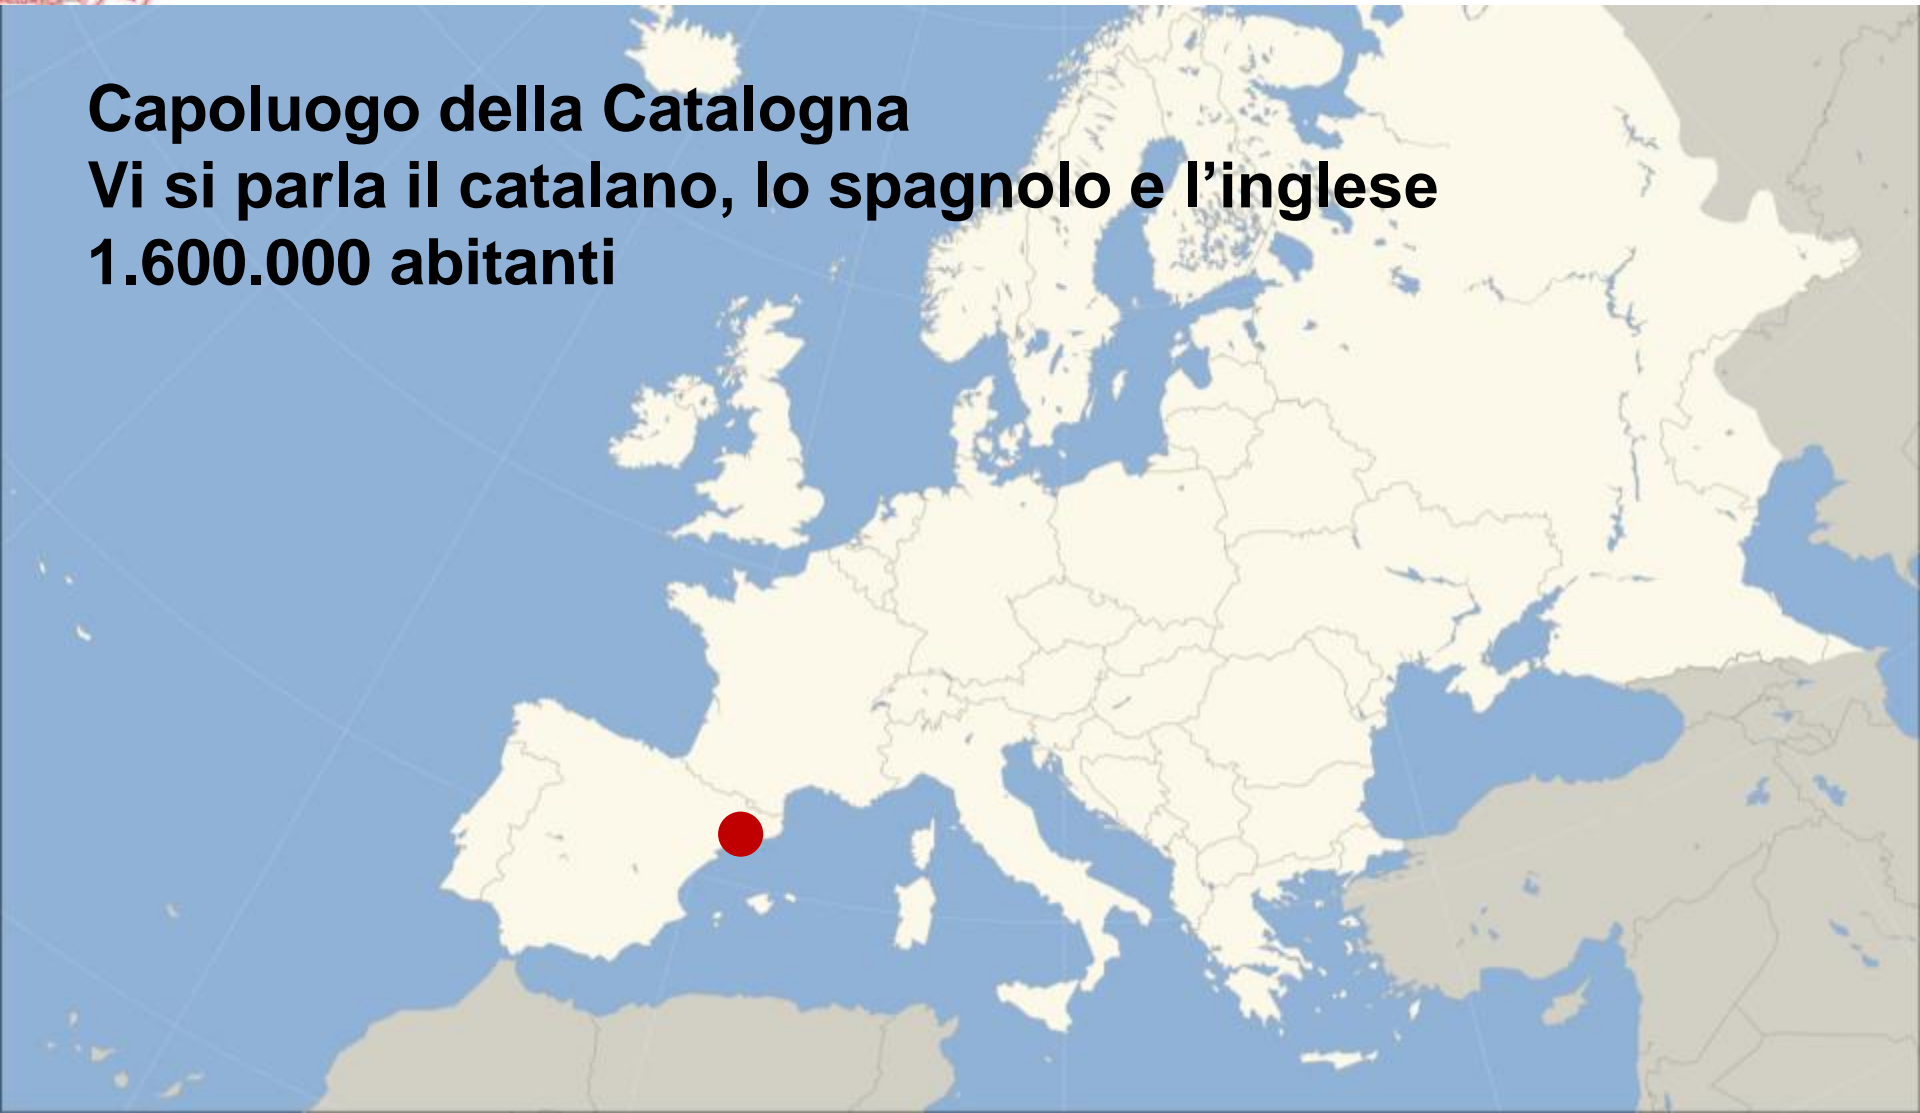 Capoluogo della Catalogna
Vi si parla il catalano, lo spagnolo e l’inglese
1.600.000 abitanti